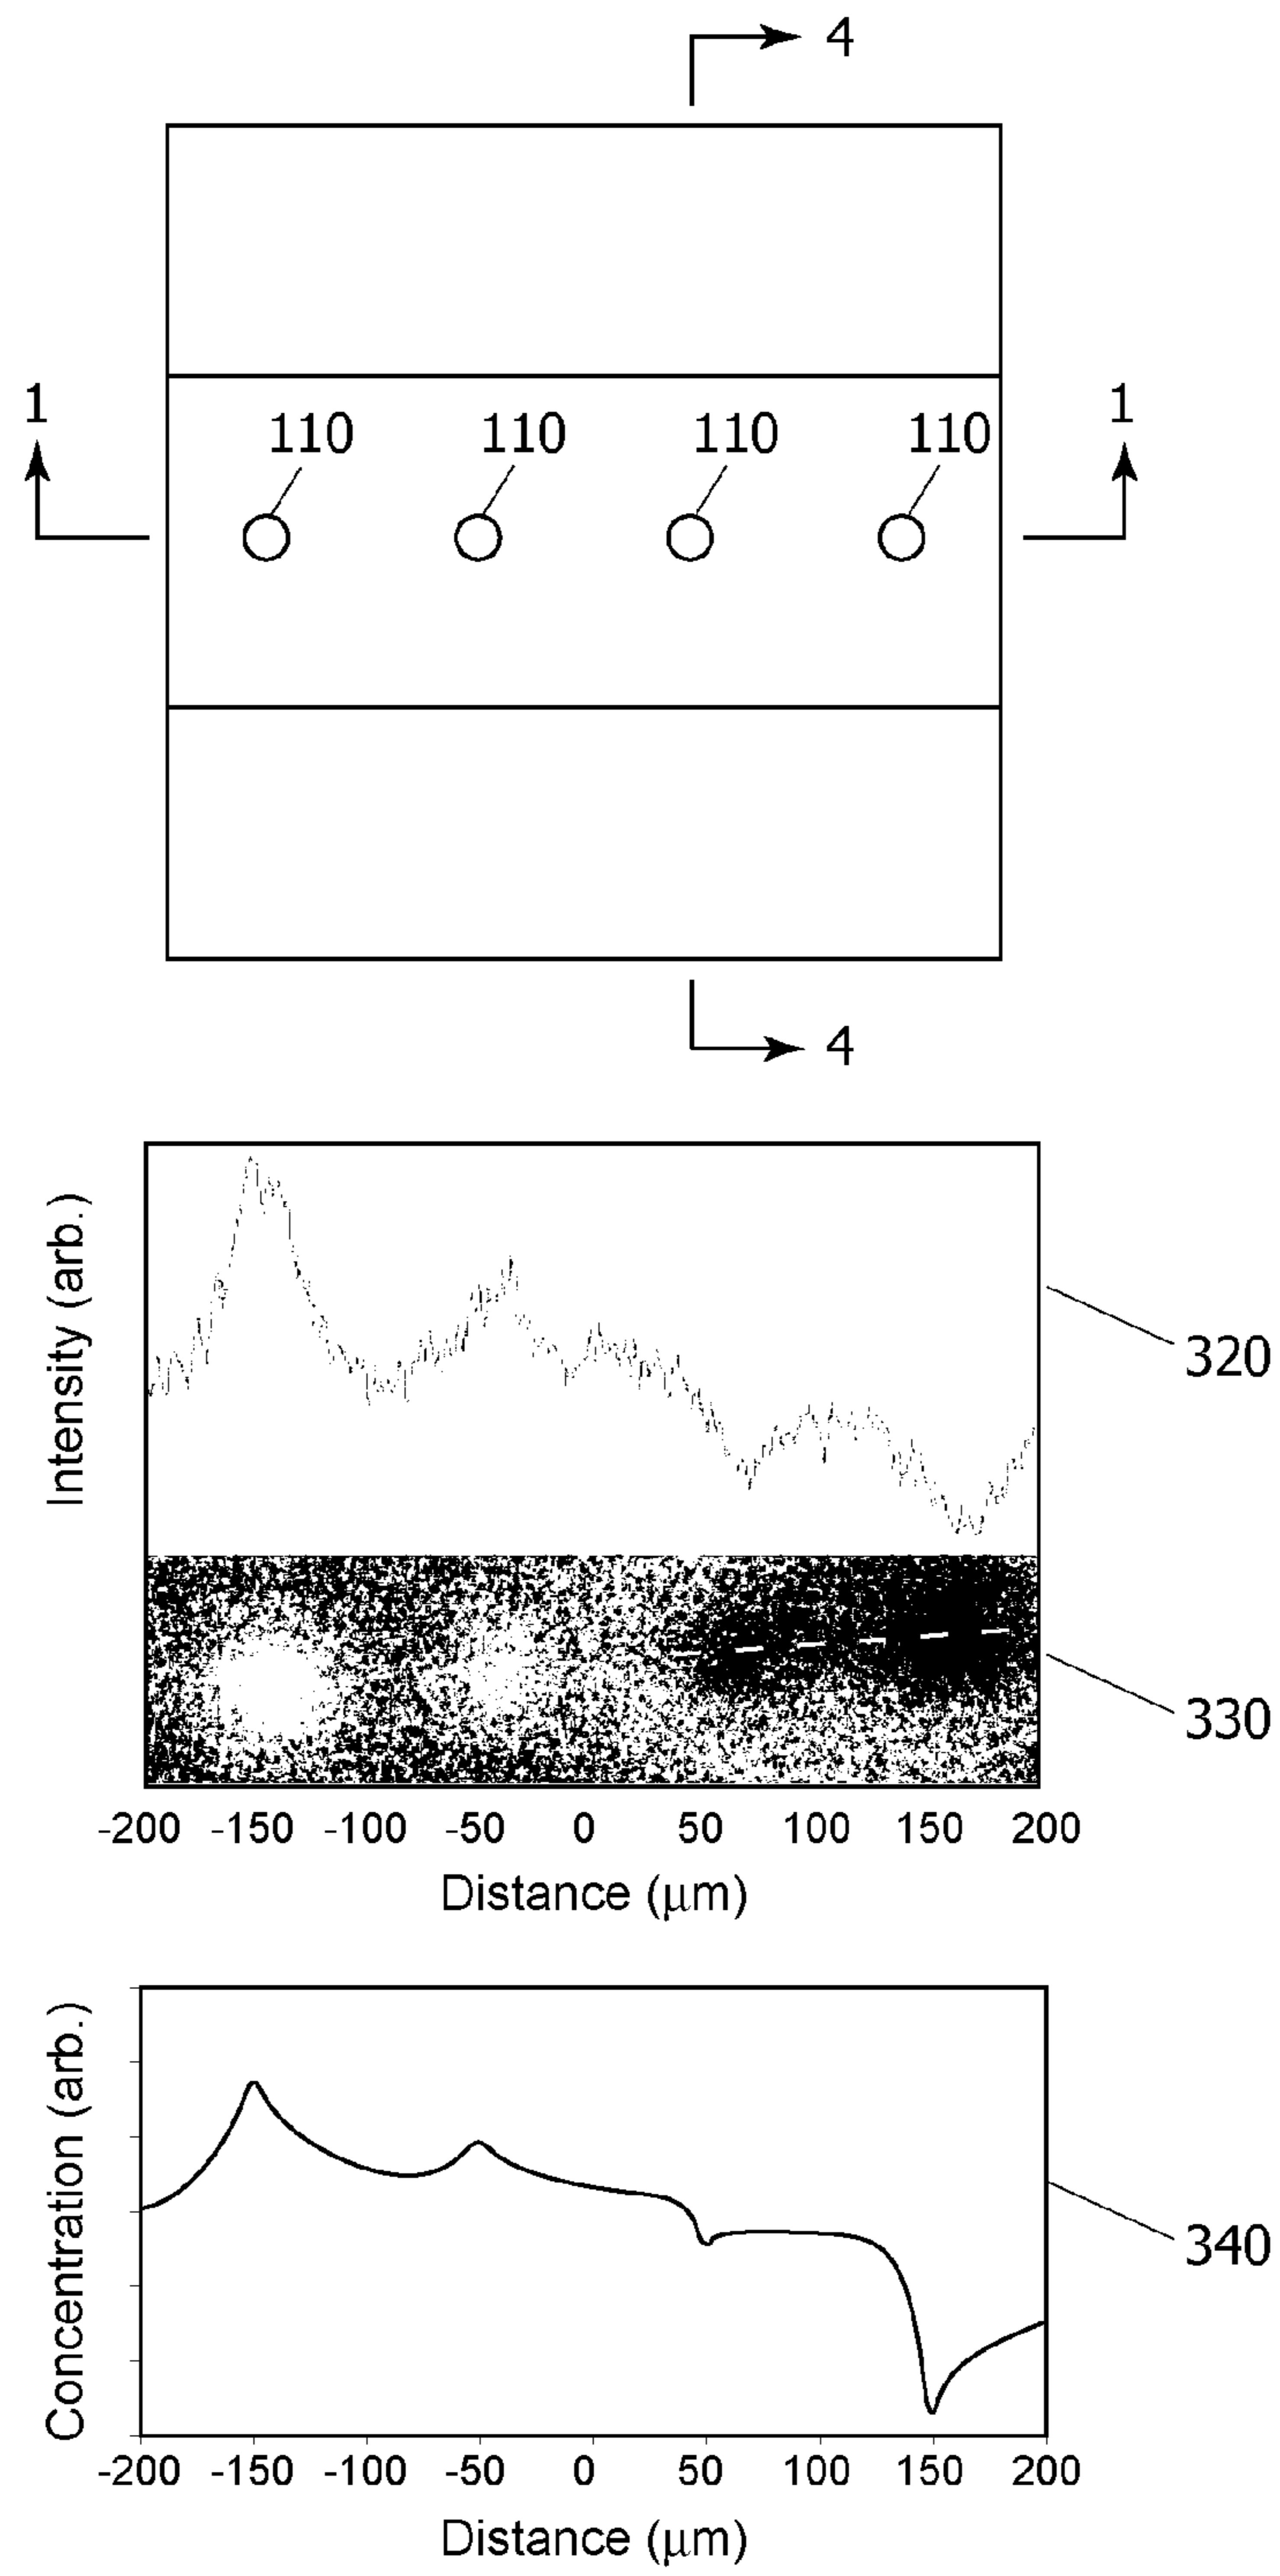 4
1 1
110 110 110 110
4
Intensity (arb.)
320
330
-200 -150 -100 -50 0 50 100 150 200
Distance (μm)
Concentration (arb.)
340
-200 -150 -100 -50 0 50 100 150 200
Distance (μm)